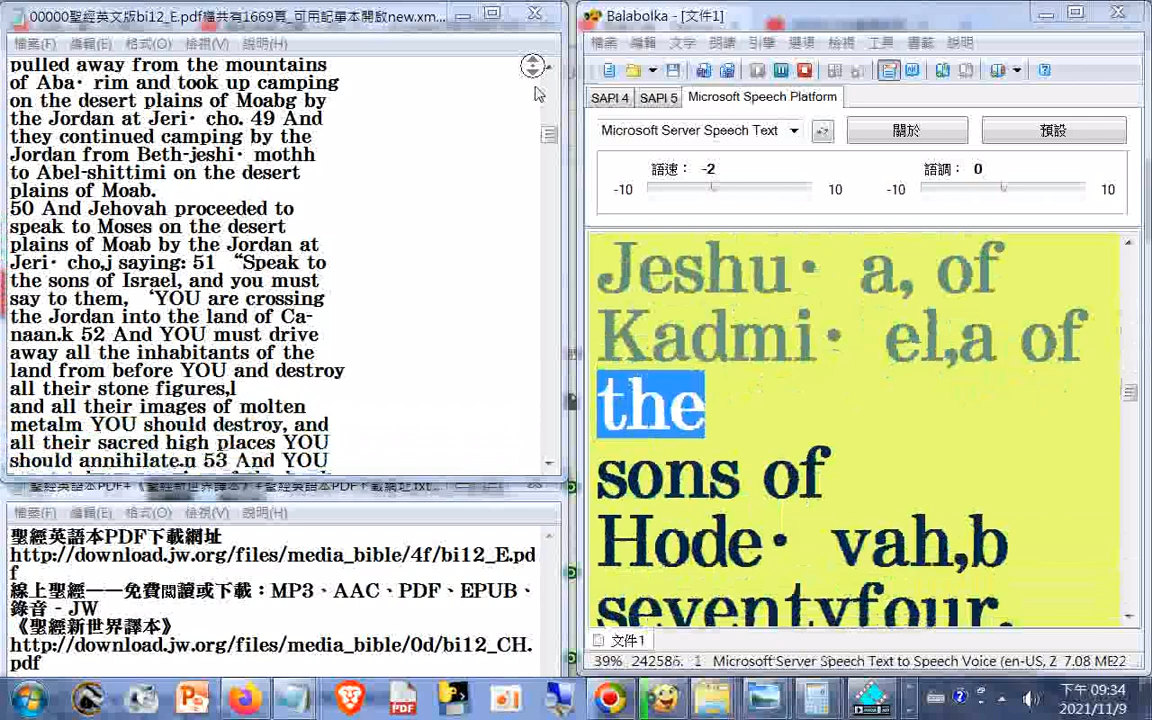 00000聖經英文版bi12_E.pdf檔共有1669頁_可用記事本開啟new.xm...
檔案(F) 編輯(E) 格式(O) 檢視(V) 說明(H)
pulled away from the mountains
of Aba· rim and took up camping
on the desert plains of Moabg by
the Jordan at Jeri· cho. 49 And
they continued camping by the
Jordan from Beth-jeshi· mothh
to Abel-shittimi on the desert
plains of Moab.
50 And Jehovah proceeded to
speak to Moses on the desert
plains of Moab by the Jordan at
Jeri· cho,j saying: 51 “Speak to
the sons of Israel, and you must
say to them, ‘YOU are crossing
the Jordan into the land of Ca-
naan.k 52 And YOU must drive
away all the inhabitants of the
land from before YOU and destroy
all their stone figures,l
and all their images of molten
metalm YOU should destroy, and
all their sacred high places YOU
should annihilate.n 53 And YOU
檔案(F) 編輯(E) 格式(O) 檢視(V) 說明(H)
聖經英語本PDF下載網址
http://download.jw.org/files/media_bible/4f/bi12_E.pd
f
線上聖經——免費閱讀或下載：MP3、AAC、PDF、EPUB、
錄音 - JW
《聖經新世界譯本》
http://download.jw.org/files/media_bible/0d/bi12_CH.
pdf
Balabolka - [文件1]
檔案 編輯 文字 朗讀 引擎 選項 檢視 工具 書籤 說明
SAPI 4 SAPI 5 Microsoft Speech Platform
Microsoft Server Speech Text 關於 預設
語速： -2 語調： 0
-10 10 -10 10
Jeshu· a, of
Kadmi· el,a of
the
sons of
Hode· vah,b
seventyfour.
文件1
39% 242586. 1 Microsoft Server Speech Text to Speech Voice (en-US, Z 7.08 ME22
下午 09:34
2021/11/9